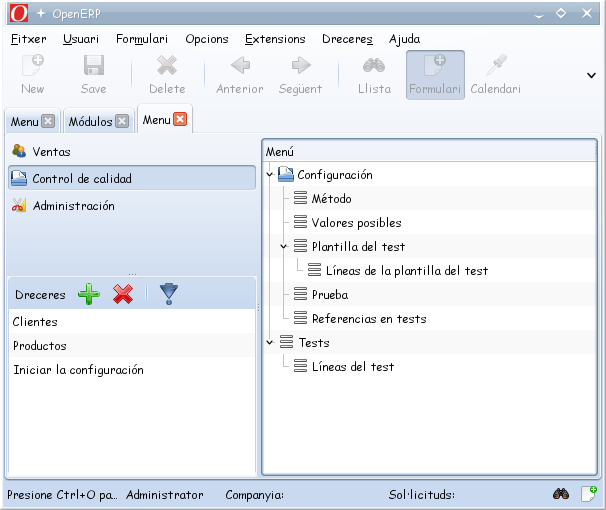 OpenERP
Fitxer Usuari Formulari Opcions Extensions Dreceres Ajuda
New Save Delete Anterior Següent Llista Formulari Calendari
Menu Módulos Menu
Ventas
Control de calidad
Administración
Dreceres
Clientes
Productos
Iniciar la configuración
Menú
Configuración
Método
Valores posibles
Plantilla del test
Líneas de la plantilla del test
Prueba
Referencias en tests
Tests
Líneas del test
Presione Ctrl+O pa... Administrator Companyia: Sol·licituds: